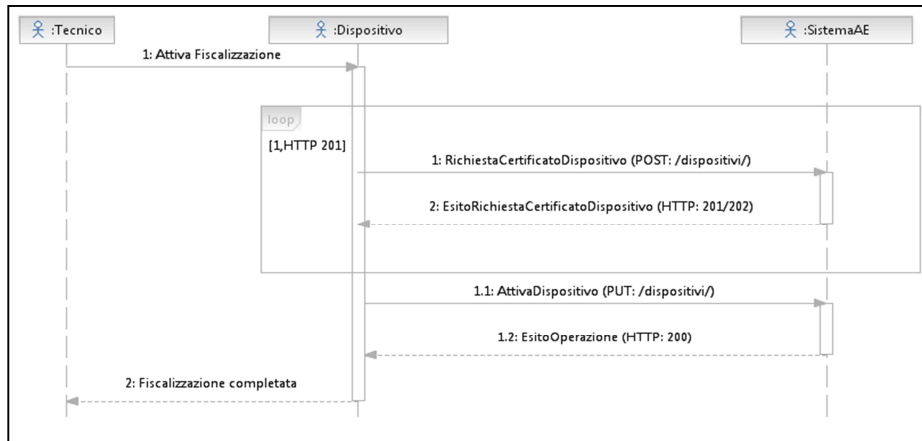 :Tecnico
:Dispositivo
:SistemaAE
1: Attiva Fiscalizzazione
loop
[1,HTTP 201]
1: RichiestaCertificatoDispositivo (POST: /dispositivi/)
2: EsitoRichiestaCertificatoDispositivo (HTTP: 201/202)
1.1: AttivaDispositivo (PUT: /dispositivi/)
1.2: EsitoOperazione (HTTP: 200)
2: Fiscalizzazione completata